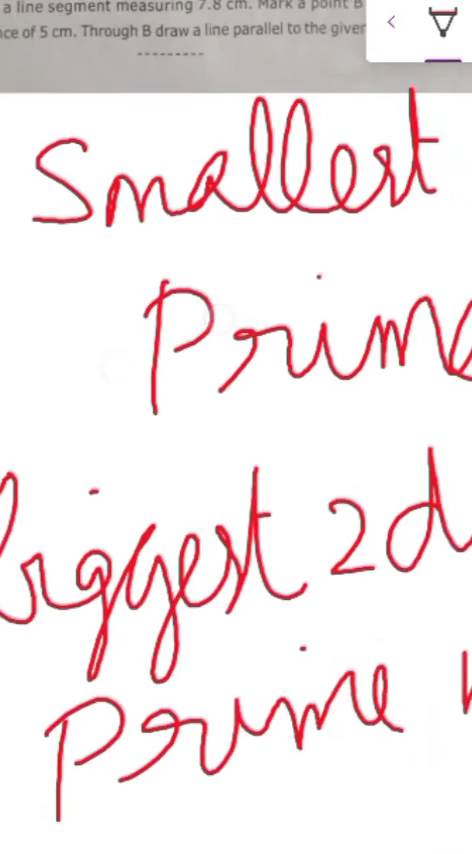 a line segment measuring 7.8 cm. Mark a point B
nce of 5 cm. Through B draw a line parallel to the given
Smallest
Prime
biggest 2d
Prime